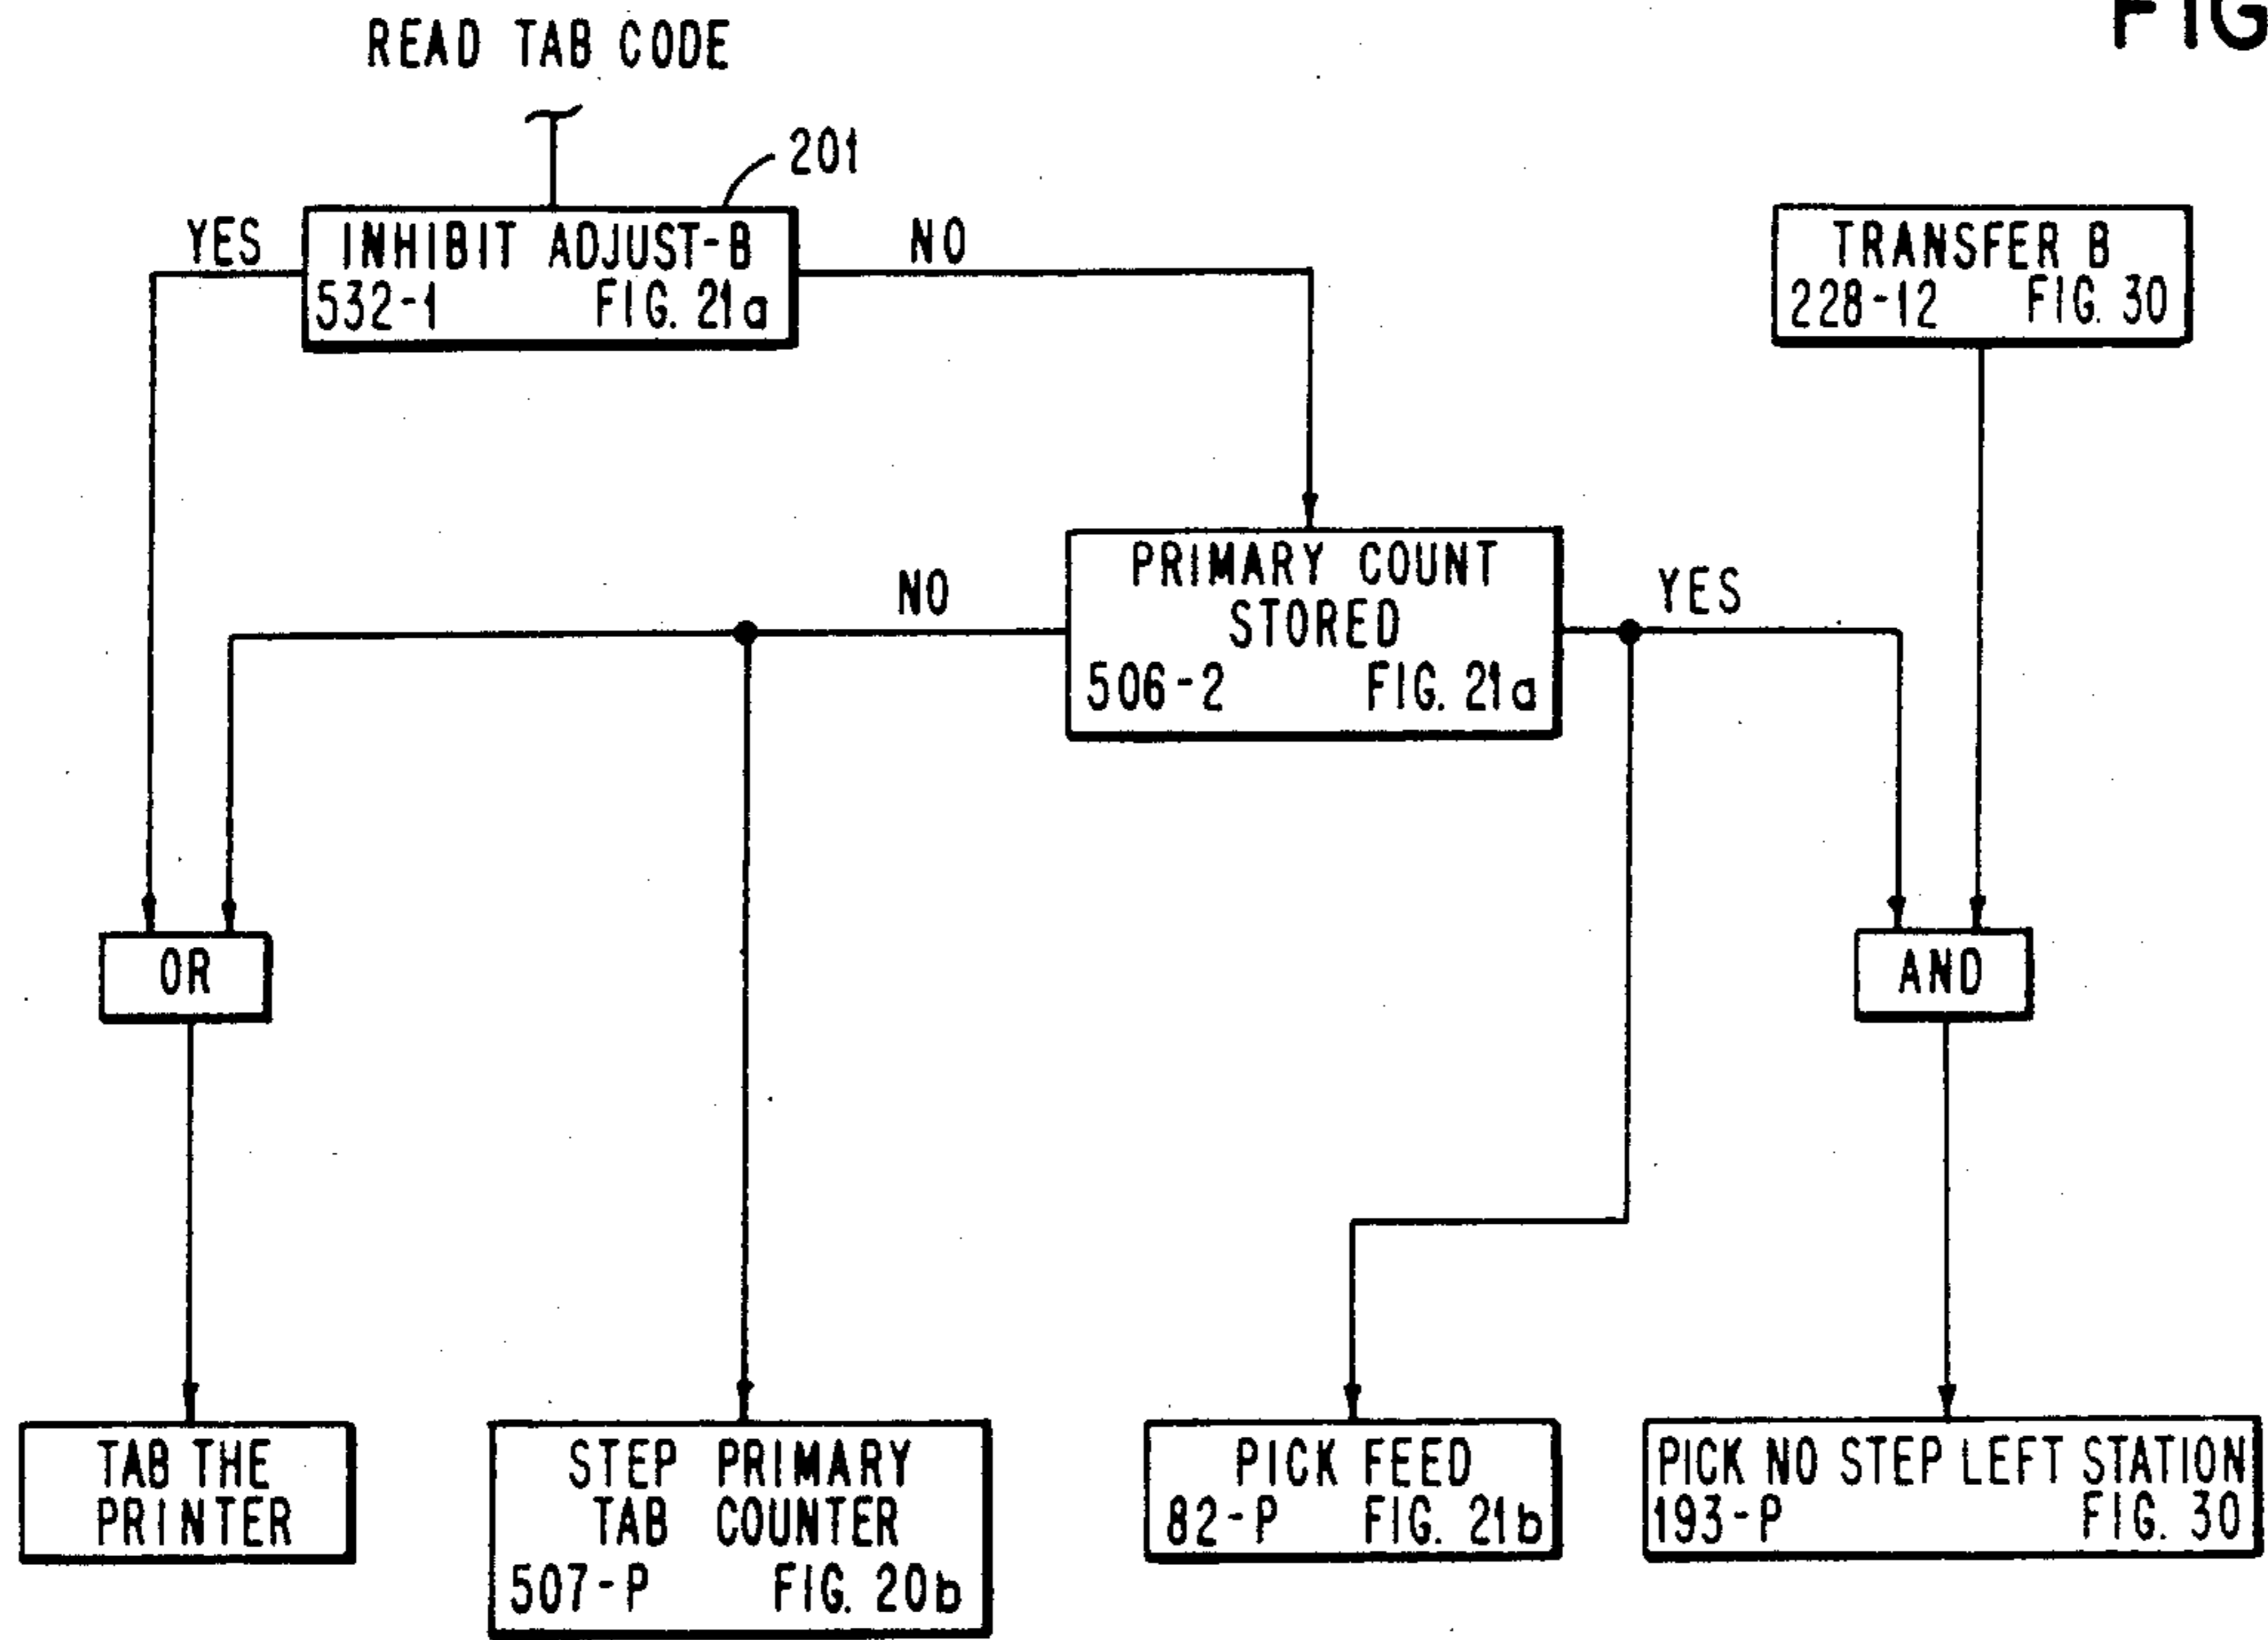 FIG
READ TAB CODE
201
YES
INHIBIT ADJUST-B
532-1 FIG. 21a
NO
TRANSFER B
228-12 FIG. 30
NO
PRIMARY COUNT
STORED
506-2 FIG. 21a
YES
OR
AND
TAB THE
PRINTER
STEP PRIMARY
TAB COUNTER
507-P FIG. 20b
PICK FEED
82-P FIG. 21b
PICK NO STEP LEFT STATION
193-P FIG. 30